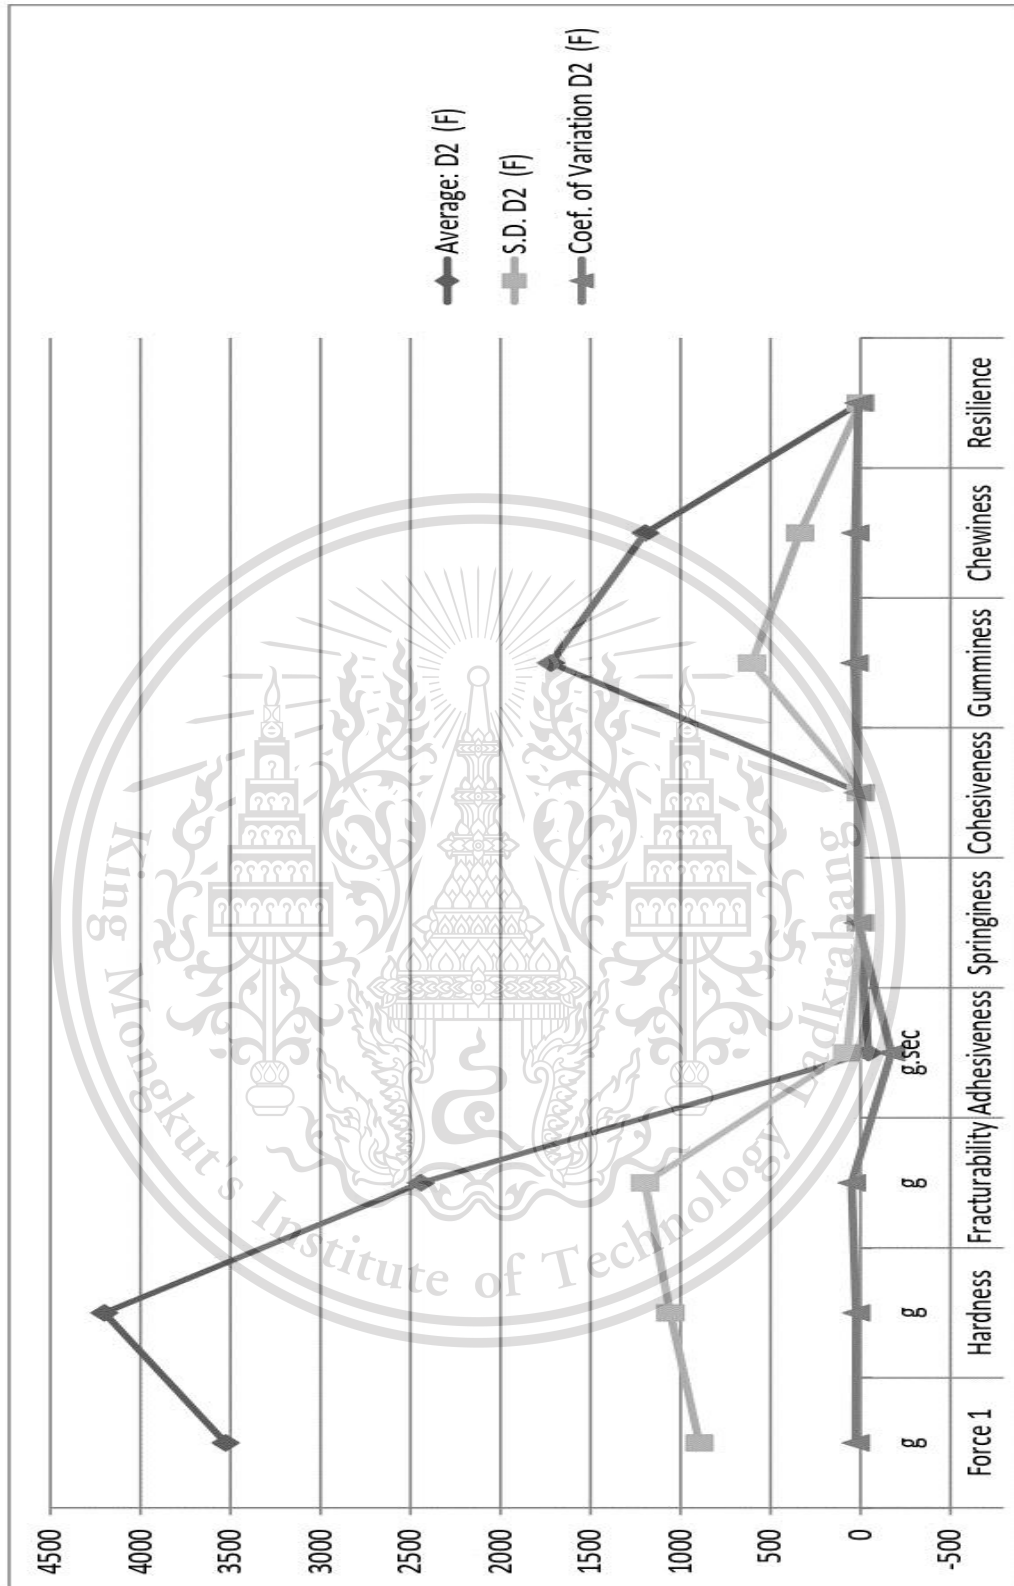 4500
4000
3500
3000
2500
2000
1500
1000
500
0
-500
g g g g.sec
Force 1 Hardness Fracturability Adhesiveness Springiness Cohesiveness Gumminess Chewiness Resilience
Average: D2 (F)
S.D. D2 (F)
Coef. of Variation D2 (F)
King Mongkut's Institute of Technology Ladkrabang